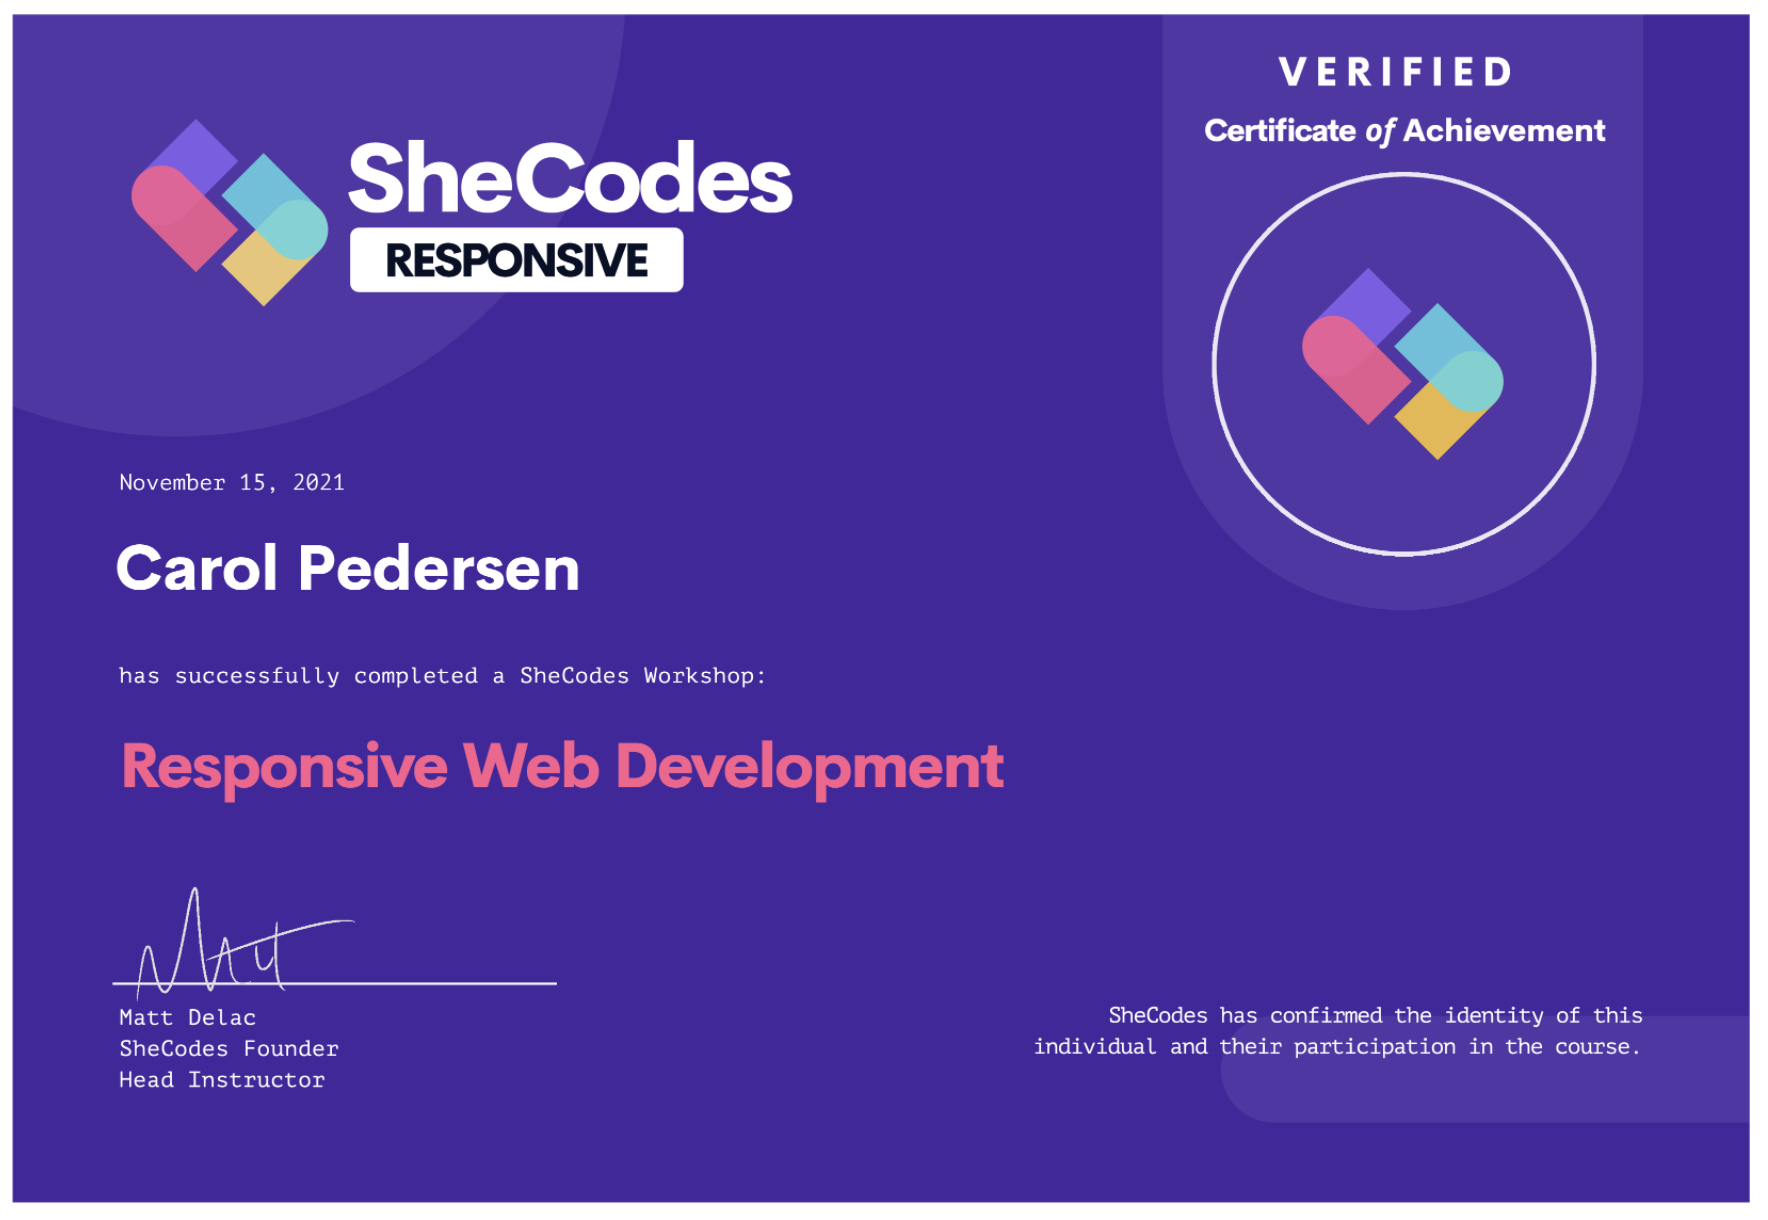 VERIFIED
Certificate of Achievement
SheCodes
RESPONSIVE
November 15, 2021
Carol Pedersen
has successfully completed a SheCodes Workshop:
Responsive Web Development
Matt
Matt Delac
SheCodes Founder
Head Instructor
SheCodes has confirmed the identity of this
individual and their participation in the course.